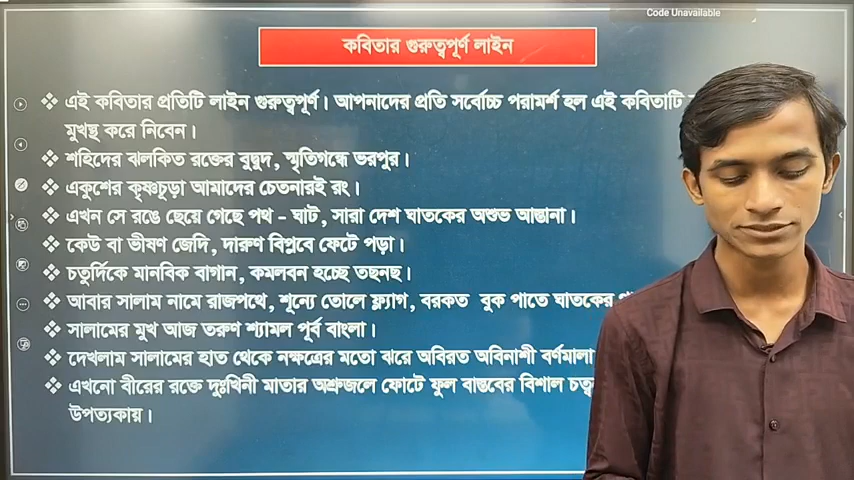 Code Unavailable
কবিতার গুরুত্বপূর্ণ লাইন
❖ এই কবিতার প্রতিটি লাইন গুরুত্বপূর্ণ। আপনাদের প্রতি সর্বোচ্চ পরামর্শ হল এই কবিতাটি
মুখস্থ করে নিবেন।
❖ শহিদের ঝলকিত রক্তের বুদ্বুদ, স্মৃতিগন্ধে ভরপুর।
❖ একুশের কৃষ্ণচূড়া আমাদের চেতনারই রং।
❖ এখন সে রঙে ছেয়ে গেছে পথ - ঘাট, সারা দেশ ঘাতকের অশুভ আস্তানা।
❖ কেউ বা ভীষণ জেদি, দারুণ বিপ্লবে ফেটে পড়া।
❖ চতুর্দিকে মানবিক বাগান, কমলবন হচ্ছে তছনছ।
❖ আবার সালাম নামে রাজপথে, শূন্যে তোলে ফ্ল্যাগ, বরকত বুক পাতে ঘাতকের
❖ সালামের মুখ আজ তরুণ শ্যামল পূর্ব বাংলা।
❖ দেখলাম সালামের হাত থেকে নক্ষত্রের মতো ঝরে অবিরত অবিনাশী বর্ণমালা
❖ এখনো বীরের রক্তে দুঃখিনী মাতার অশ্রুজলে ফোটে ফুল বাস্তবের বিশাল
উপত্যকায়।